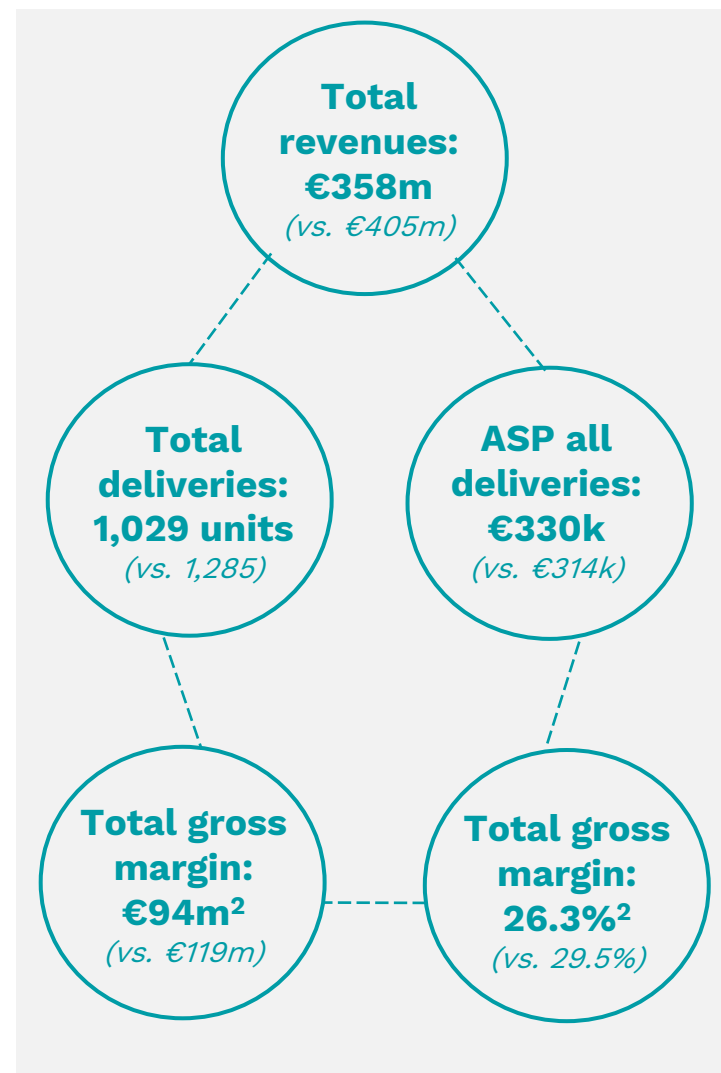 Total
revenues:
€358m
(vs. €405m)
Total
deliveries:
1,029 units
(vs. 1,285)
ASP all
deliveries:
€330k
(vs. €314k)
Total gross
margin:
€94m²
(vs. €119m)
Total gross
margin:
26.3%²
(vs. 29.5%)